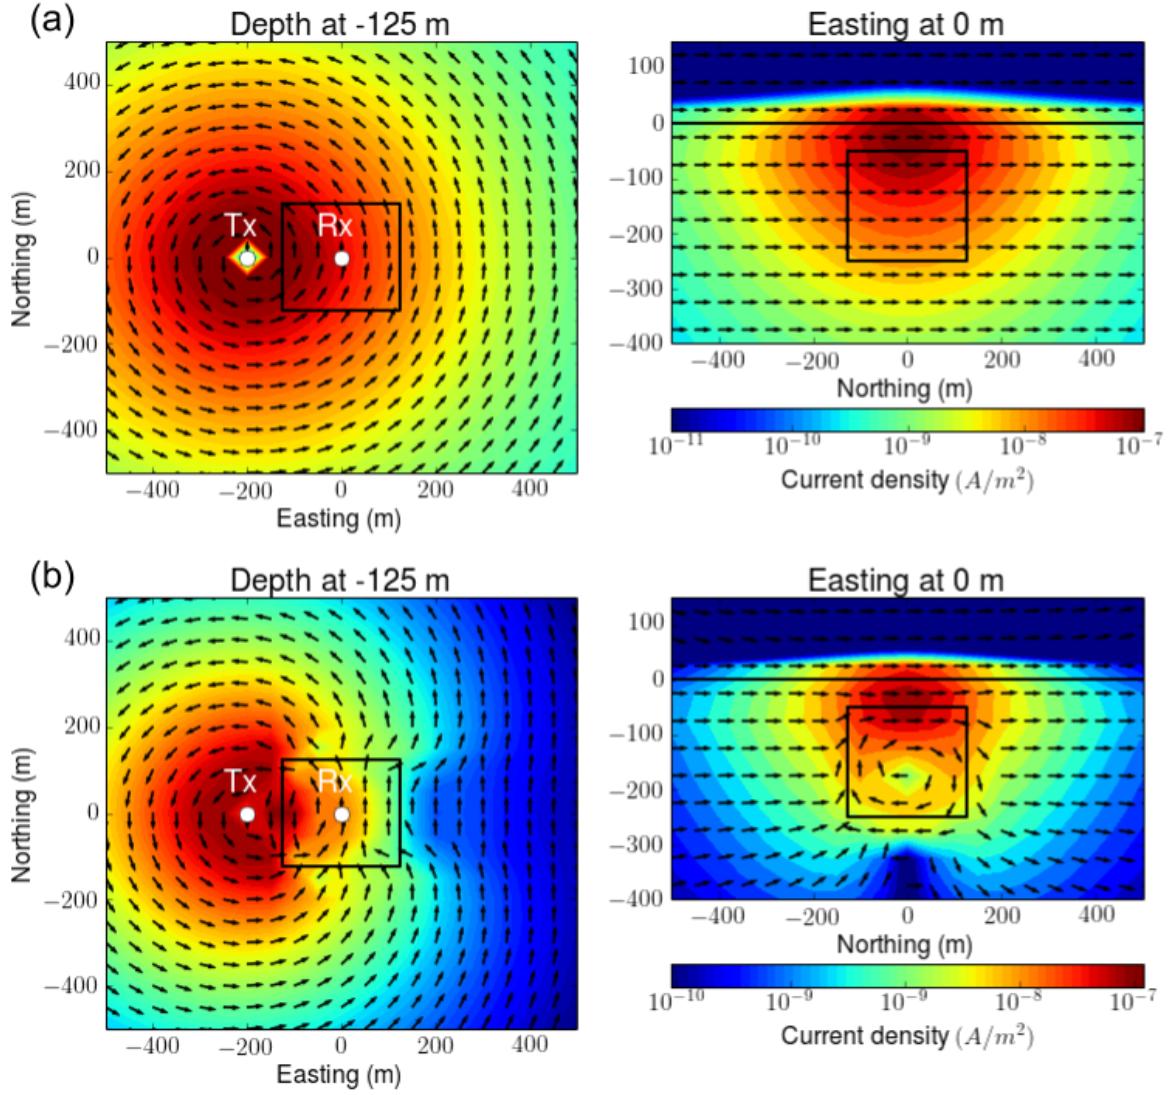 (a)
Depth at -125 m
Easting at 0 m
400
200
0
−200
−400
Northing (m)
Tx
Rx
−400 −200 0 200 400
Easting (m)
100
0
−100
−200
−300
−400
−400 −200 0 200 400
Northing (m)
10⁻¹¹ 10⁻¹⁰ 10⁻⁹ 10⁻⁸ 10⁻⁷
Current density (A/m²)
(b)
Depth at -125 m
Easting at 0 m
400
200
0
−200
−400
Northing (m)
Tx
Rx
−400 −200 0 200 400
Easting (m)
100
0
−100
−200
−300
−400
−400 −200 0 200 400
Northing (m)
10⁻¹⁰ 10⁻⁹ 10⁻⁹ 10⁻⁸ 10⁻⁷
Current density (A/m²)